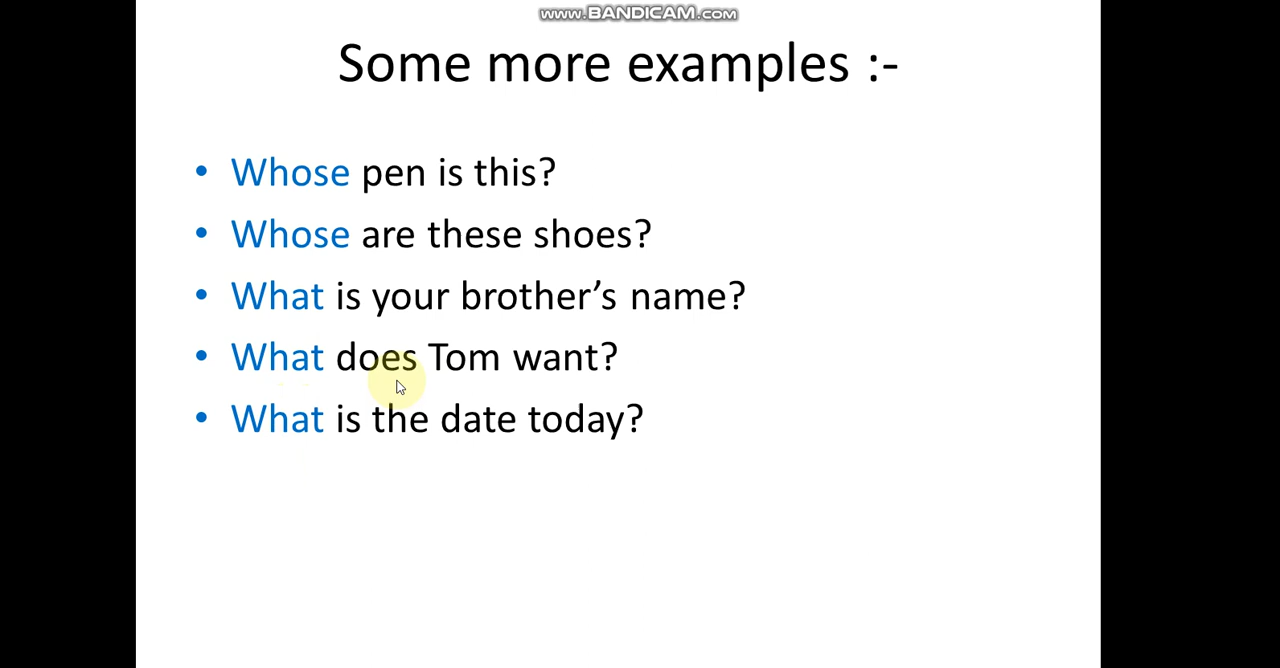 www.BANDICAM.com
Some more examples :-
• Whose pen is this?
• Whose are these shoes?
• What is your brother’s name?
• What does Tom want?
• What is the date today?